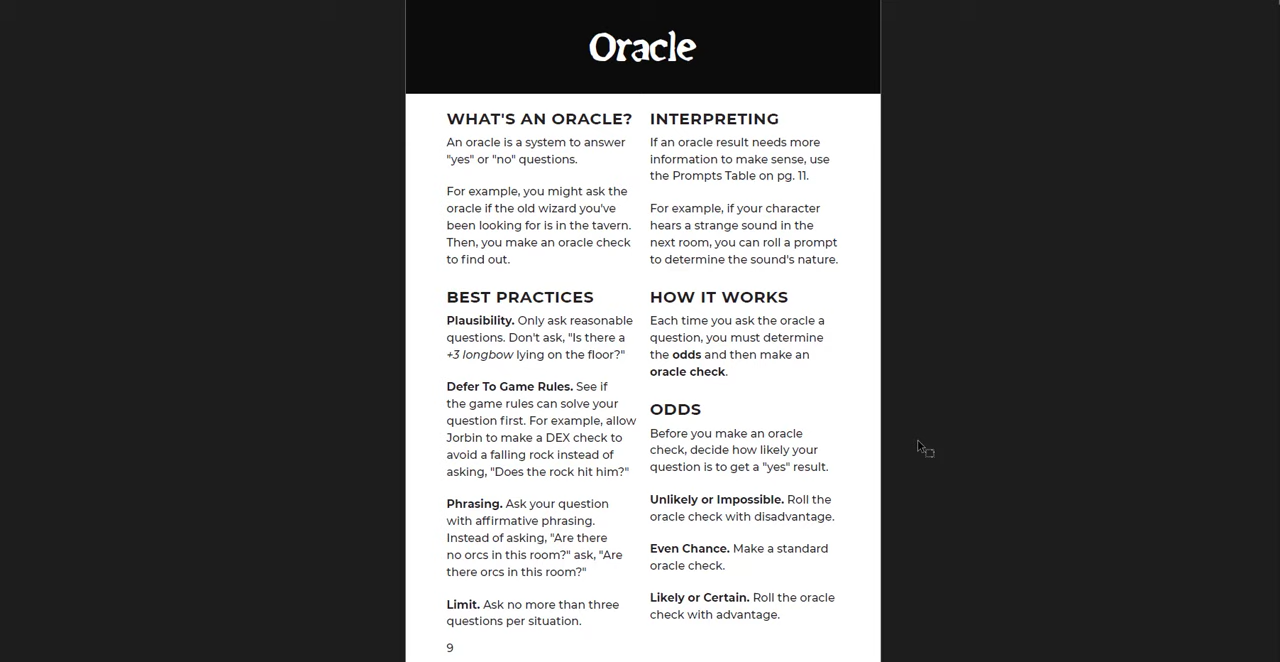 Oracle
WHAT'S AN ORACLE?
An oracle is a system to answer
"yes" or "no" questions.
For example, you might ask the
oracle if the old wizard you've
been looking for is in the tavern.
Then, you make an oracle check
to find out.
BEST PRACTICES
Plausibility. Only ask reasonable
questions. Don't ask, "Is there a
+3 longbow lying on the floor?"
Defer To Game Rules. See if
the game rules can solve your
question first. For example, allow
Jorbin to make a DEX check to
avoid a falling rock instead of
asking, "Does the rock hit him?"
Phrasing. Ask your question
with affirmative phrasing.
Instead of asking, "Are there
no orcs in this room?" ask, "Are
there orcs in this room?"
Limit. Ask no more than three
questions per situation.
INTERPRETING
If an oracle result needs more
information to make sense, use
the Prompts Table on pg. 11.
For example, if your character
hears a strange sound in the
next room, you can roll a prompt
to determine the sound's nature.
HOW IT WORKS
Each time you ask the oracle a
question, you must determine
the odds and then make an
oracle check.
ODDS
Before you make an oracle
check, decide how likely your
question is to get a "yes" result.
Unlikely or Impossible. Roll the
oracle check with disadvantage.
Even Chance. Make a standard
oracle check.
Likely or Certain. Roll the oracle
check with advantage.
9